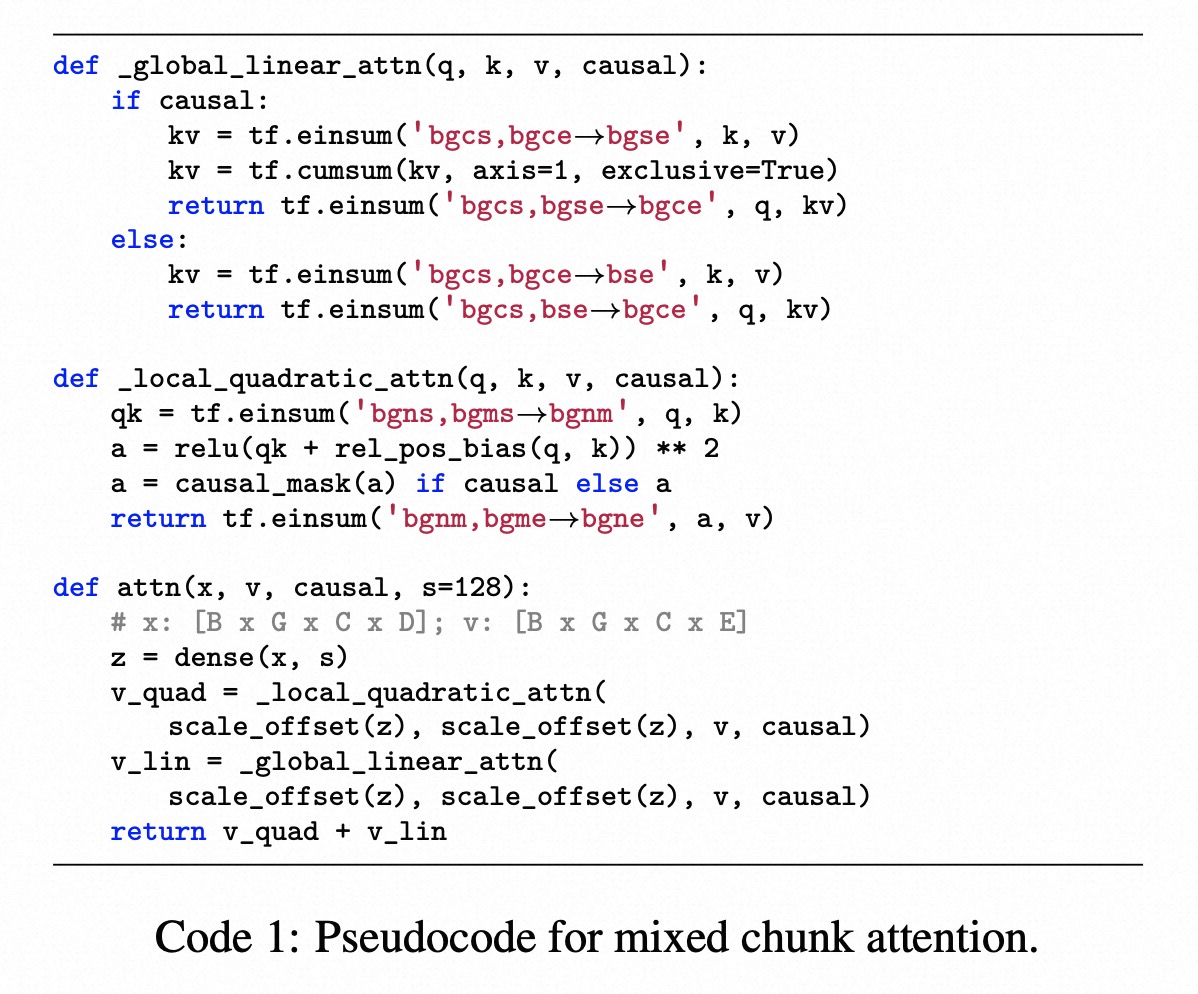 def _global_linear_attn(q, k, v, causal):
    if causal:
        kv = tf.einsum('bgcs,bgce→bgse', k, v)
        kv = tf.cumsum(kv, axis=1, exclusive=True)
        return tf.einsum('bgcs,bgse→bgce', q, kv)
    else:
        kv = tf.einsum('bgcs,bgce→bse', k, v)
        return tf.einsum('bgcs,bse→bgce', q, kv)

def _local_quadratic_attn(q, k, v, causal):
    qk = tf.einsum('bgns,bgms→bgnm', q, k)
    a = relu(qk + rel_pos_bias(q, k)) ** 2
    a = causal_mask(a) if causal else a
    return tf.einsum('bgnm,bgme→bgne', a, v)

def attn(x, v, causal, s=128):
    # x: [B x G x C x D]; v: [B x G x C x E]
    z = dense(x, s)
    v_quad = _local_quadratic_attn(
        scale_offset(z), scale_offset(z), v, causal)
    v_lin = _global_linear_attn(
        scale_offset(z), scale_offset(z), v, causal)
    return v_quad + v_lin

Code 1: Pseudocode for mixed chunk attention.